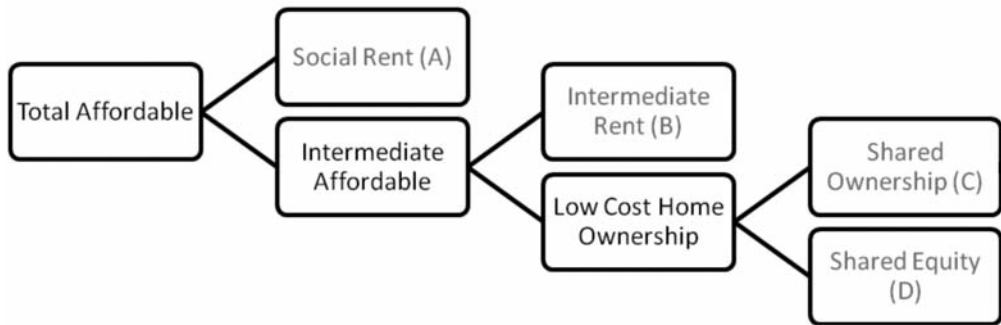 Total Affordable
Social Rent (A)
Intermediate
Affordable
Intermediate
Rent (B)
Low Cost Home
Ownership
Shared
Ownership (C)
Shared Equity
(D)